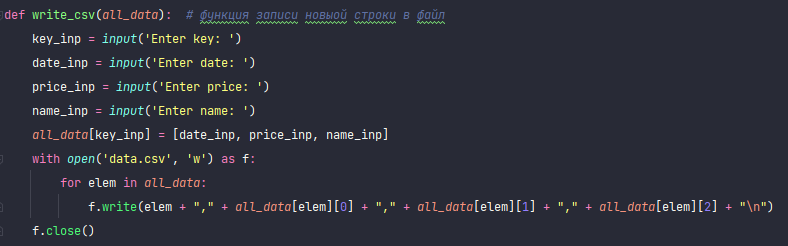 def write_csv(all_data):  # функция записи новыой строки в файл
    key_inp = input('Enter key: ')
    date_inp = input('Enter date: ')
    price_inp = input('Enter price: ')
    name_inp = input('Enter name: ')
    all_data[key_inp] = [date_inp, price_inp, name_inp]
    with open('data.csv', 'w') as f:
        for elem in all_data:
            f.write(elem + "," + all_data[elem][0] + "," + all_data[elem][1] + "," + all_data[elem][2] + "\n")
    f.close()